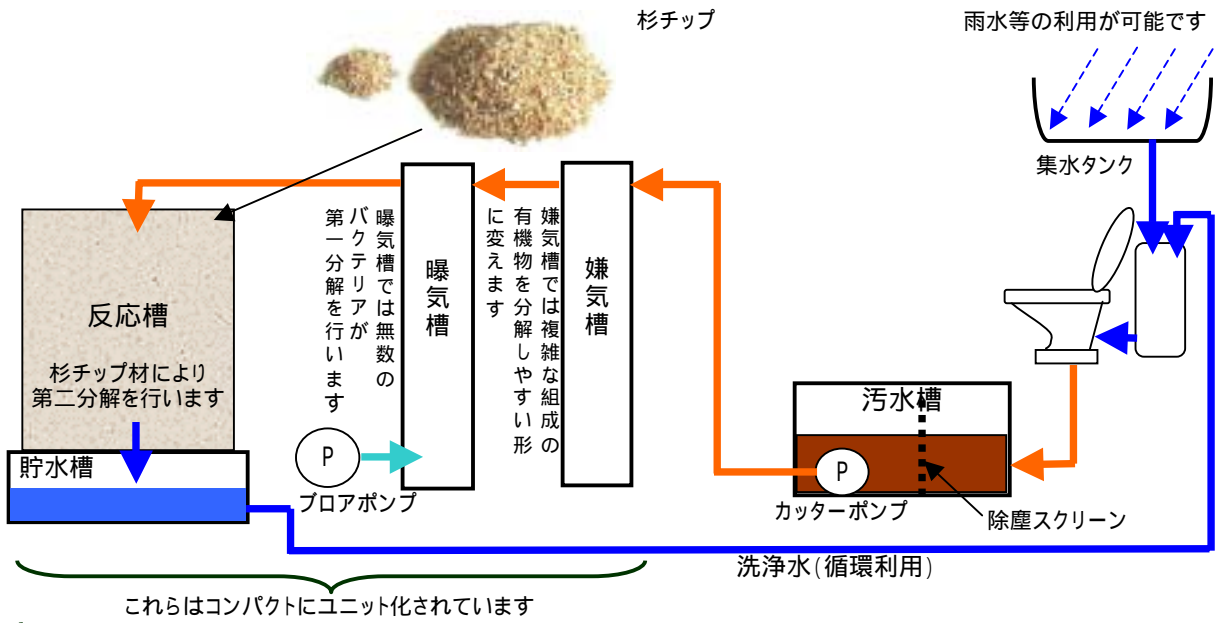 杉チップ
雨水等の利用が可能です
集水タンク
嫌気槽
嫌気槽では複雑な組成の
有機物を分解しやすい形
に変えます
曝気槽
曝気槽では無数の
バクテリアが
第一分解を行います
反応槽
杉チップ材により
第二分解を行います
貯水槽
P
ブロアポンプ
汚水槽
P
カッターポンプ
除塵スクリーン
洗浄水(循環利用)
これらはコンパクトにユニット化されています